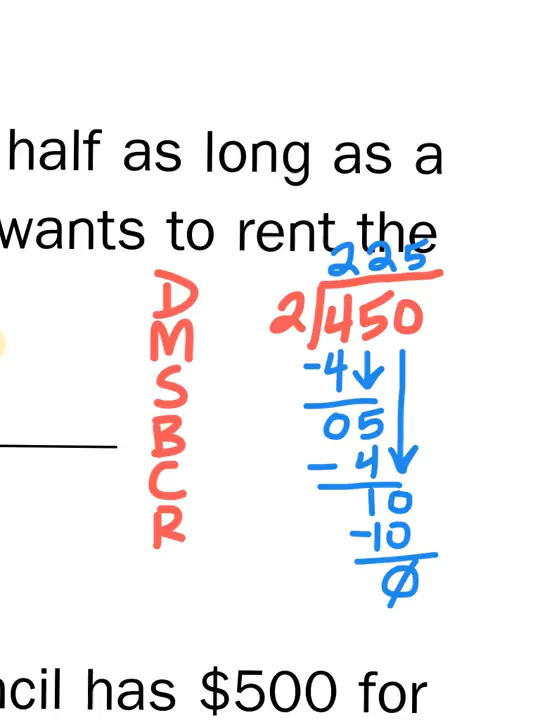 half as long as a
wants to rent the
225
2)450
D
M
S
B
C
R
-4
05
-4
10
-10
0
ncil has $500 for